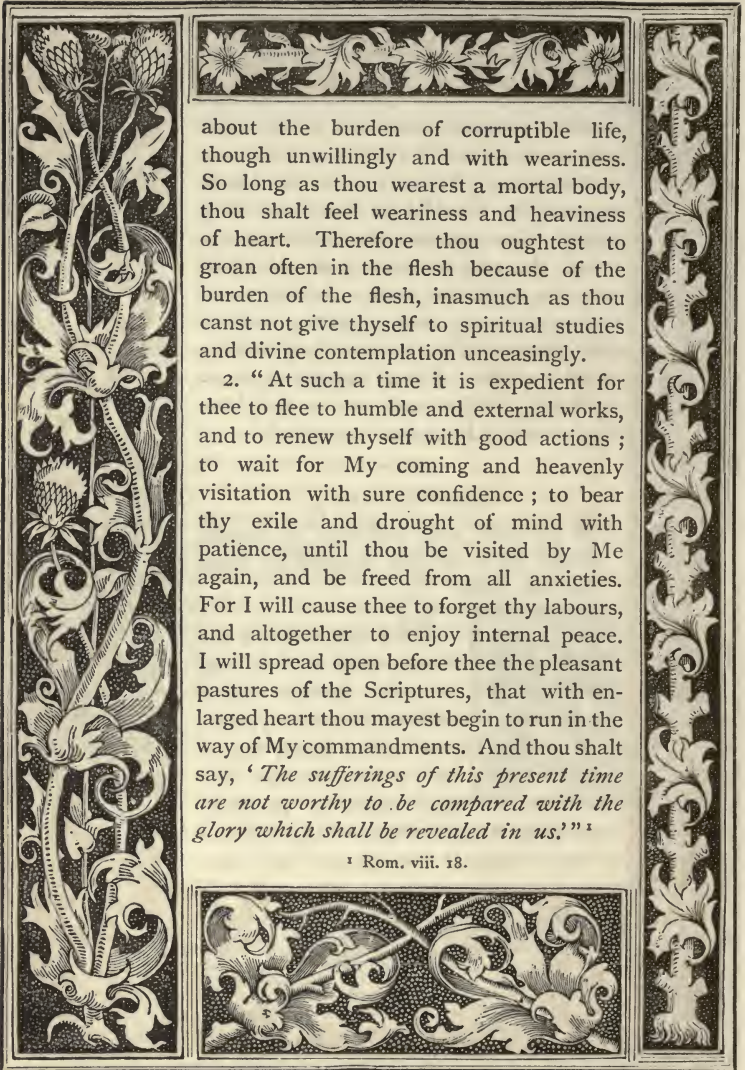 about the burden of corruptible life,
though unwillingly and with weariness.
So long as thou wearest a mortal body,
thou shalt feel weariness and heaviness
of heart. Therefore thou oughtest to
groan often in the flesh because of the
burden of the flesh, inasmuch as thou
canst not give thyself to spiritual studies
and divine contemplation unceasingly.
2. “At such a time it is expedient for
thee to flee to humble and external works,
and to renew thyself with good actions ;
to wait for My coming and heavenly
visitation with sure confidence ; to bear
thy exile and drought of mind with
patience, until thou be visited by Me
again, and be freed from all anxieties.
For I will cause thee to forget thy labours,
and altogether to enjoy internal peace.
I will spread open before thee the pleasant
pastures of the Scriptures, that with en-
larged heart thou mayest begin to run in the
way of My commandments. And thou shalt
say, ‘The sufferings of this present time
are not worthy to be compared with the
glory which shall be revealed in us.’” ¹
¹ Rom. viii. 18.